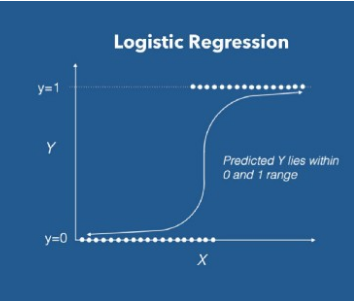 Logistic Regression
y=1
Y
Predicted Y lies within
0 and 1 range
y=0
X